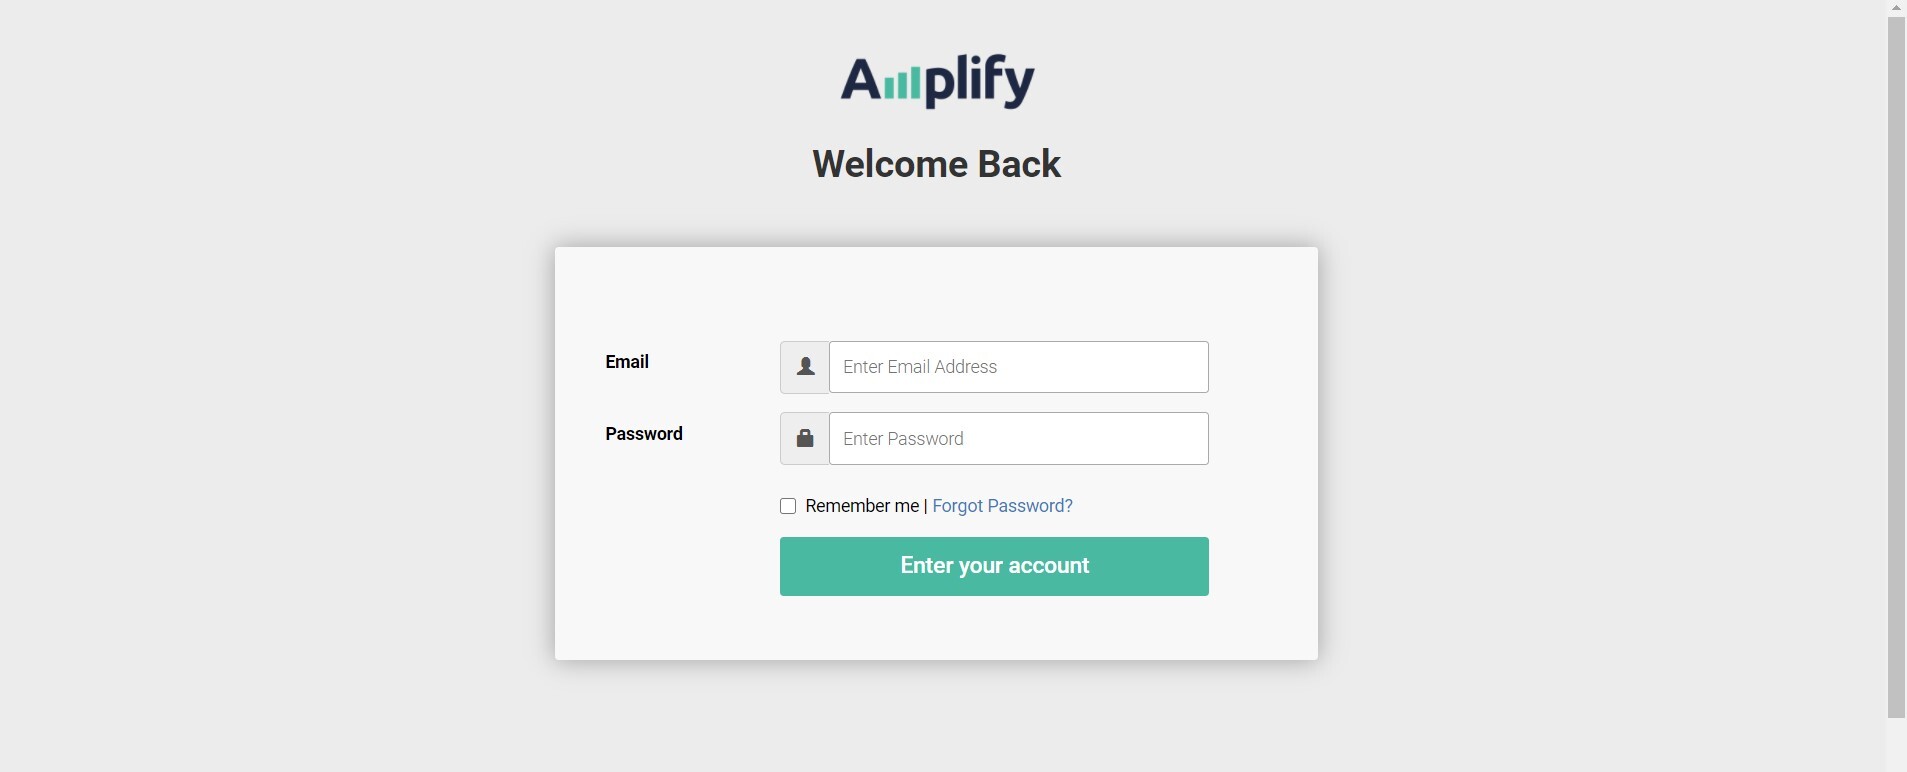 Amplify
Welcome Back
Email
Enter Email Address
Password
Enter Password
Remember me | Forgot Password?
Enter your account